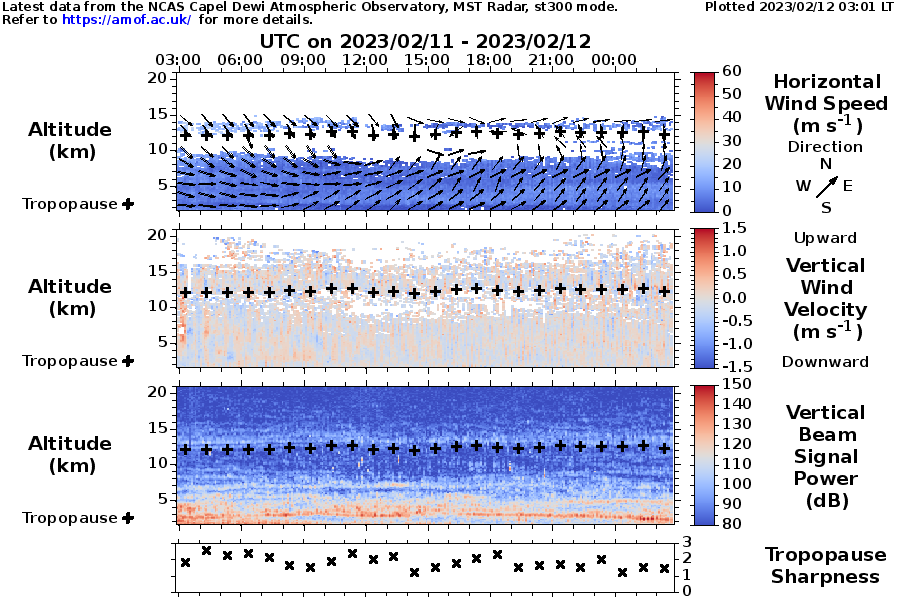 Latest data from the NCAS Capel Dewi Atmospheric Observatory, MST Radar, st300 mode.
Plotted 2023/02/12 03:01 LT
Refer to https://amof.ac.uk/ for more details.
UTC on 2023/02/11 - 2023/02/12
03:00 06:00 09:00 12:00 15:00 18:00 21:00 00:00
Altitude
(km)
Tropopause
20
15
10
5
60
50
40
30
20
10
0
Horizontal
Wind Speed
(m s-1)
Direction
N
W E
S
Altitude
(km)
Tropopause
20
15
10
5
1.5
1.0
0.5
0.0
-0.5
-1.0
-1.5
Upward
Vertical
Wind
Velocity
(m s-1)
Downward
Altitude
(km)
Tropopause
20
15
10
5
150
140
130
120
110
100
90
80
Vertical
Beam
Signal
Power
(dB)
3
2
1
0
Tropopause
Sharpness